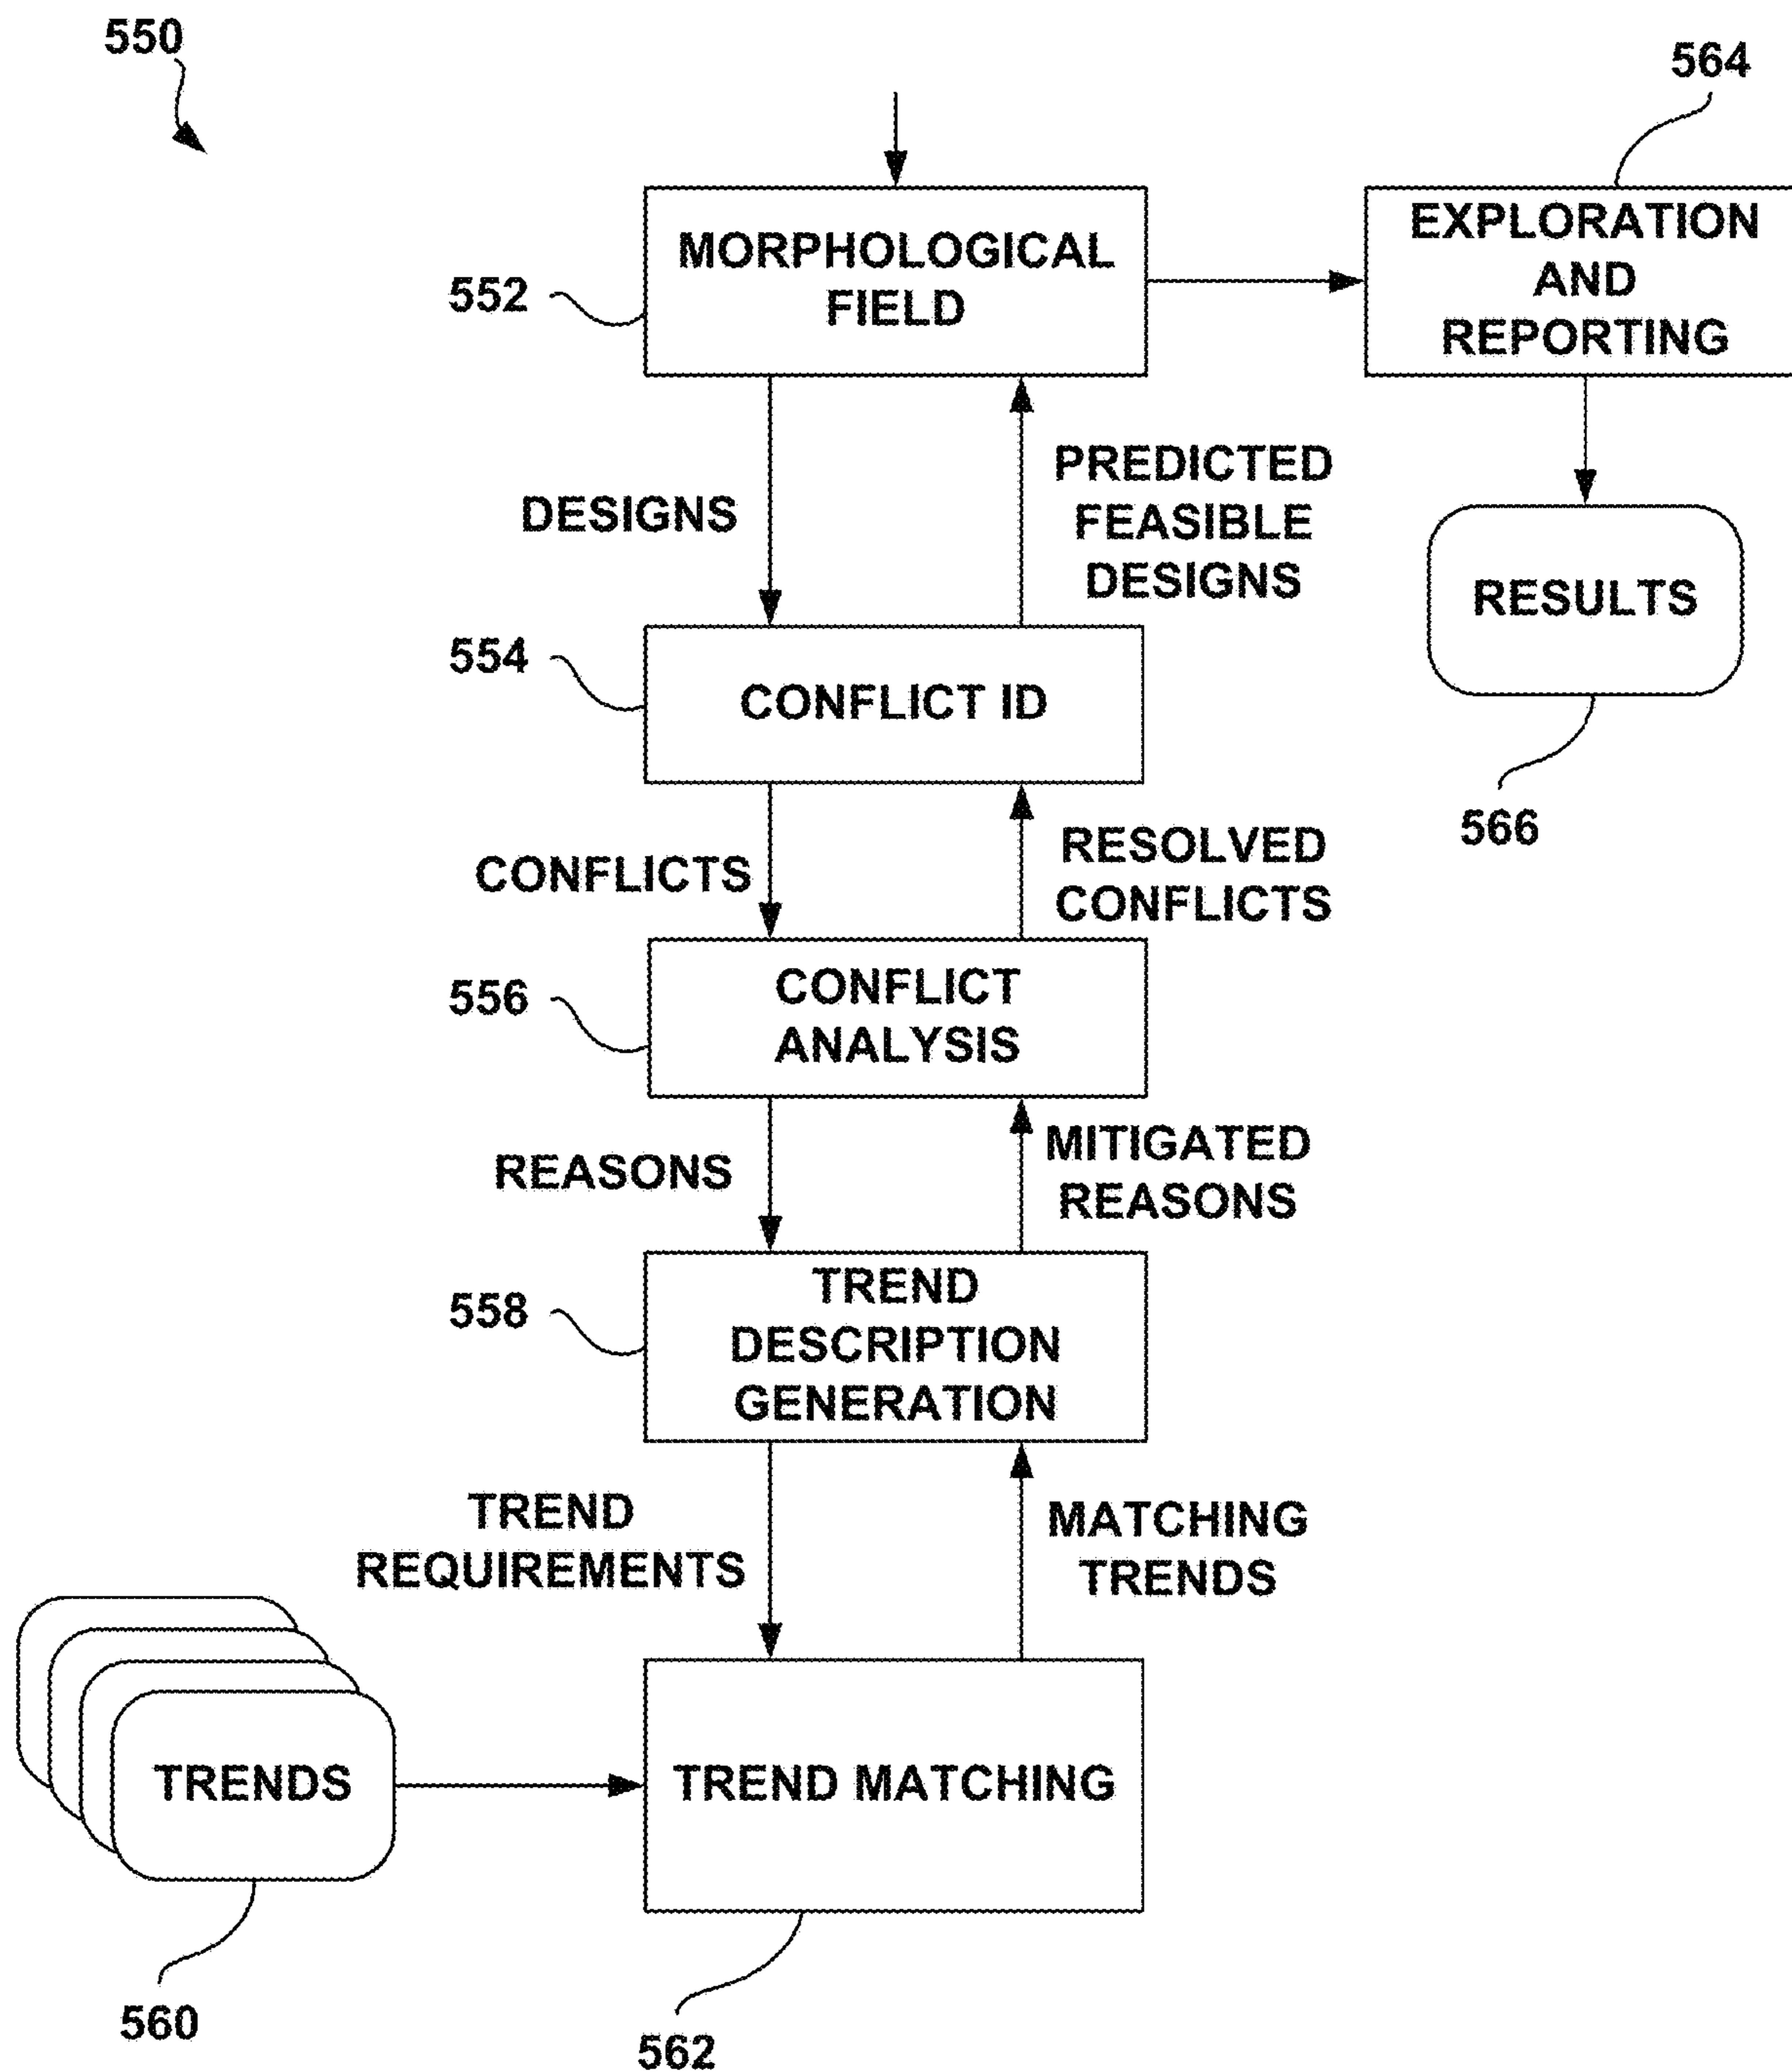 550
564
MORPHOLOGICAL
FIELD
552
EXPLORATION
AND
REPORTING
DESIGNS
PREDICTED
FEASIBLE
DESIGNS
RESULTS
566
554
CONFLICT ID
CONFLICTS
RESOLVED
CONFLICTS
556
CONFLICT
ANALYSIS
REASONS
MITIGATED
REASONS
558
TREND
DESCRIPTION
GENERATION
TREND
REQUIREMENTS
MATCHING
TRENDS
TRENDS
TREND MATCHING
560
562